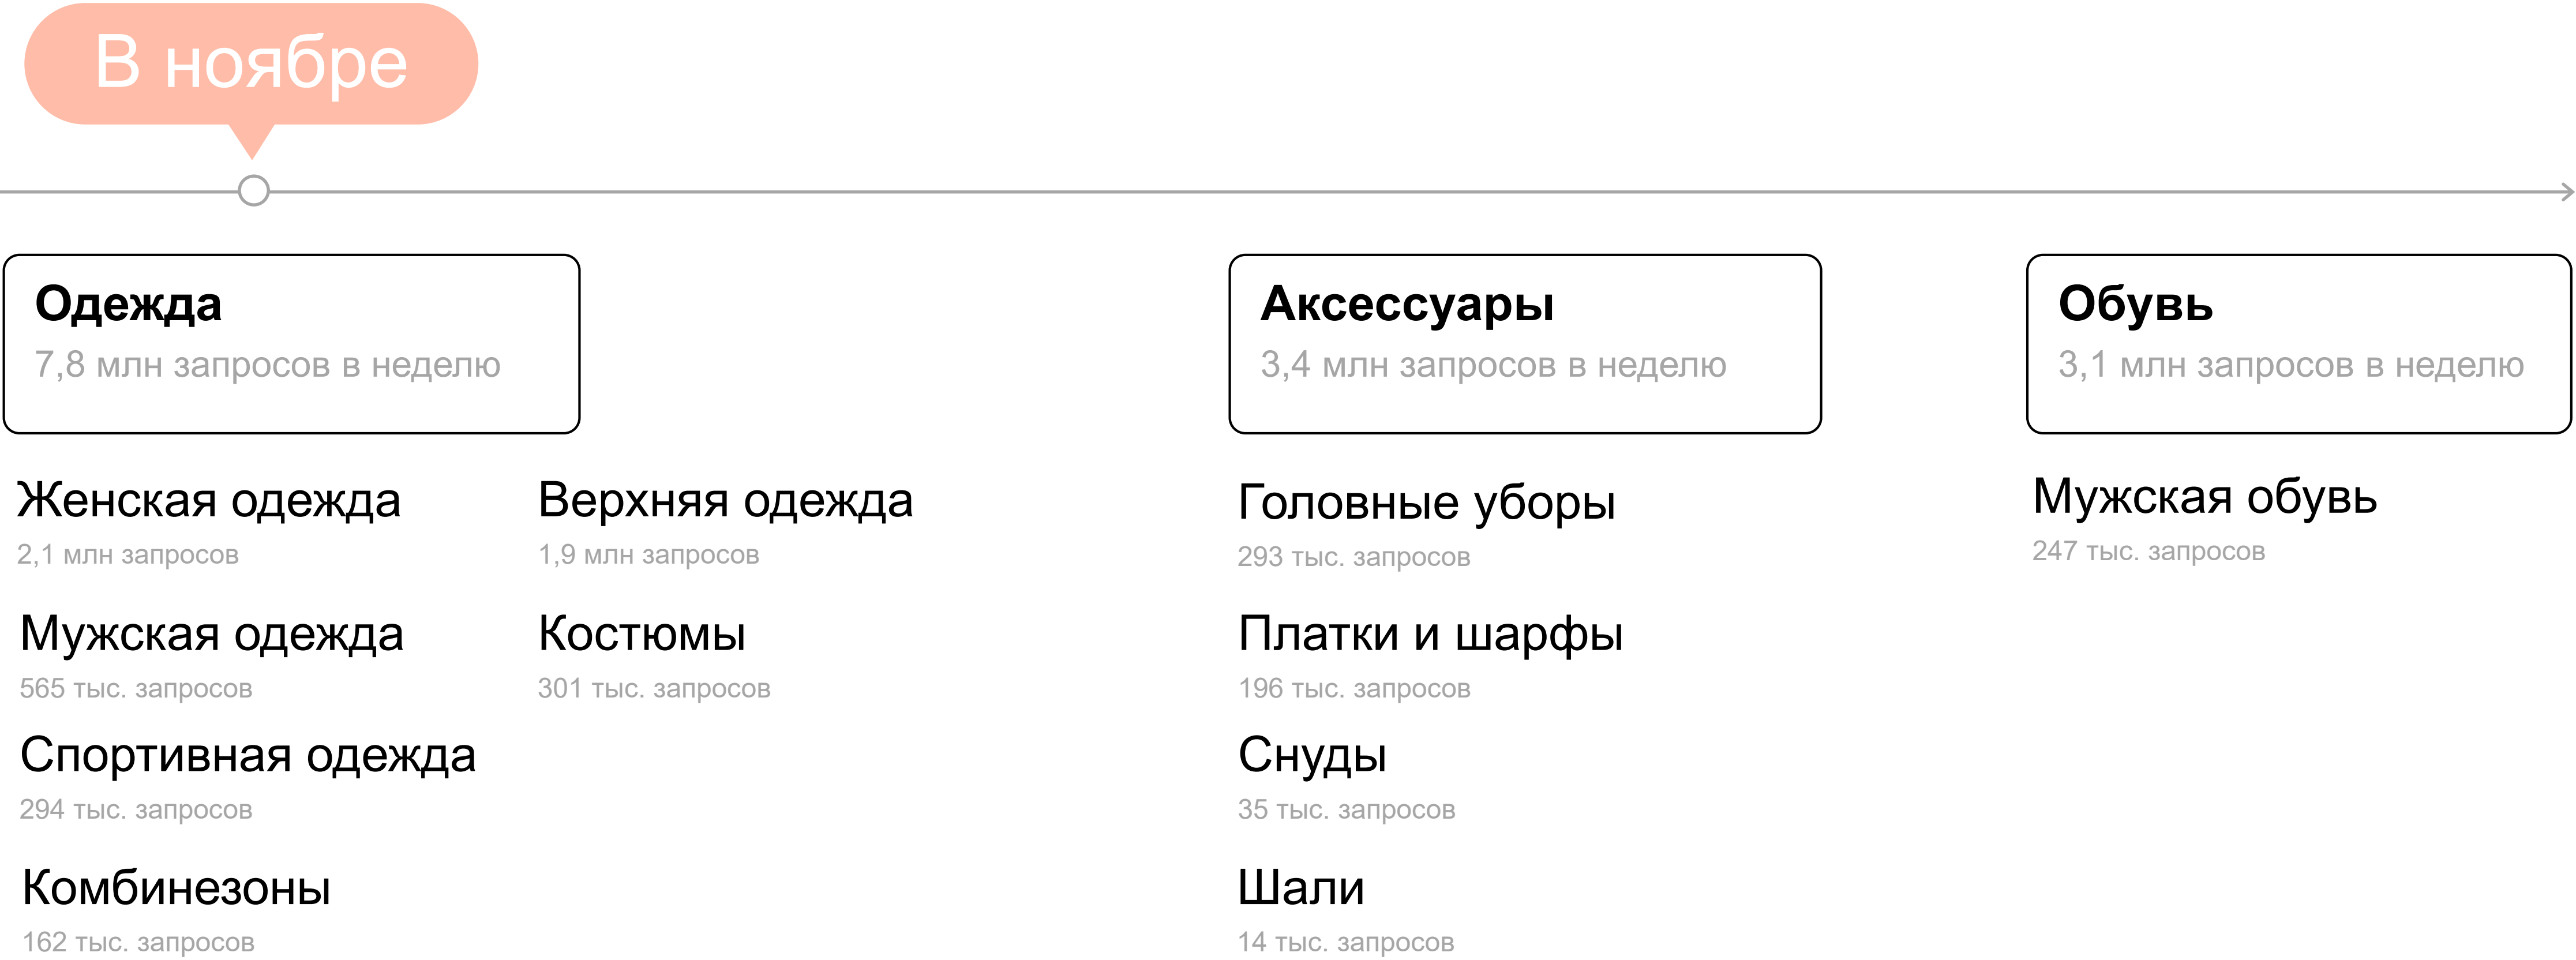 В ноябре
Одежда
7,8 млн запросов в неделю
Женская одежда
2,1 млн запросов
Мужская одежда
565 тыс. запросов
Спортивная одежда
294 тыс. запросов
Комбинезоны
162 тыс. запросов
Верхняя одежда
1,9 млн запросов
Костюмы
301 тыс. запросов
Аксессуары
3,4 млн запросов в неделю
Головные уборы
293 тыс. запросов
Платки и шарфы
196 тыс. запросов
Снуды
35 тыс. запросов
Шали
14 тыс. запросов
Обувь
3,1 млн запросов в неделю
Мужская обувь
247 тыс. запросов